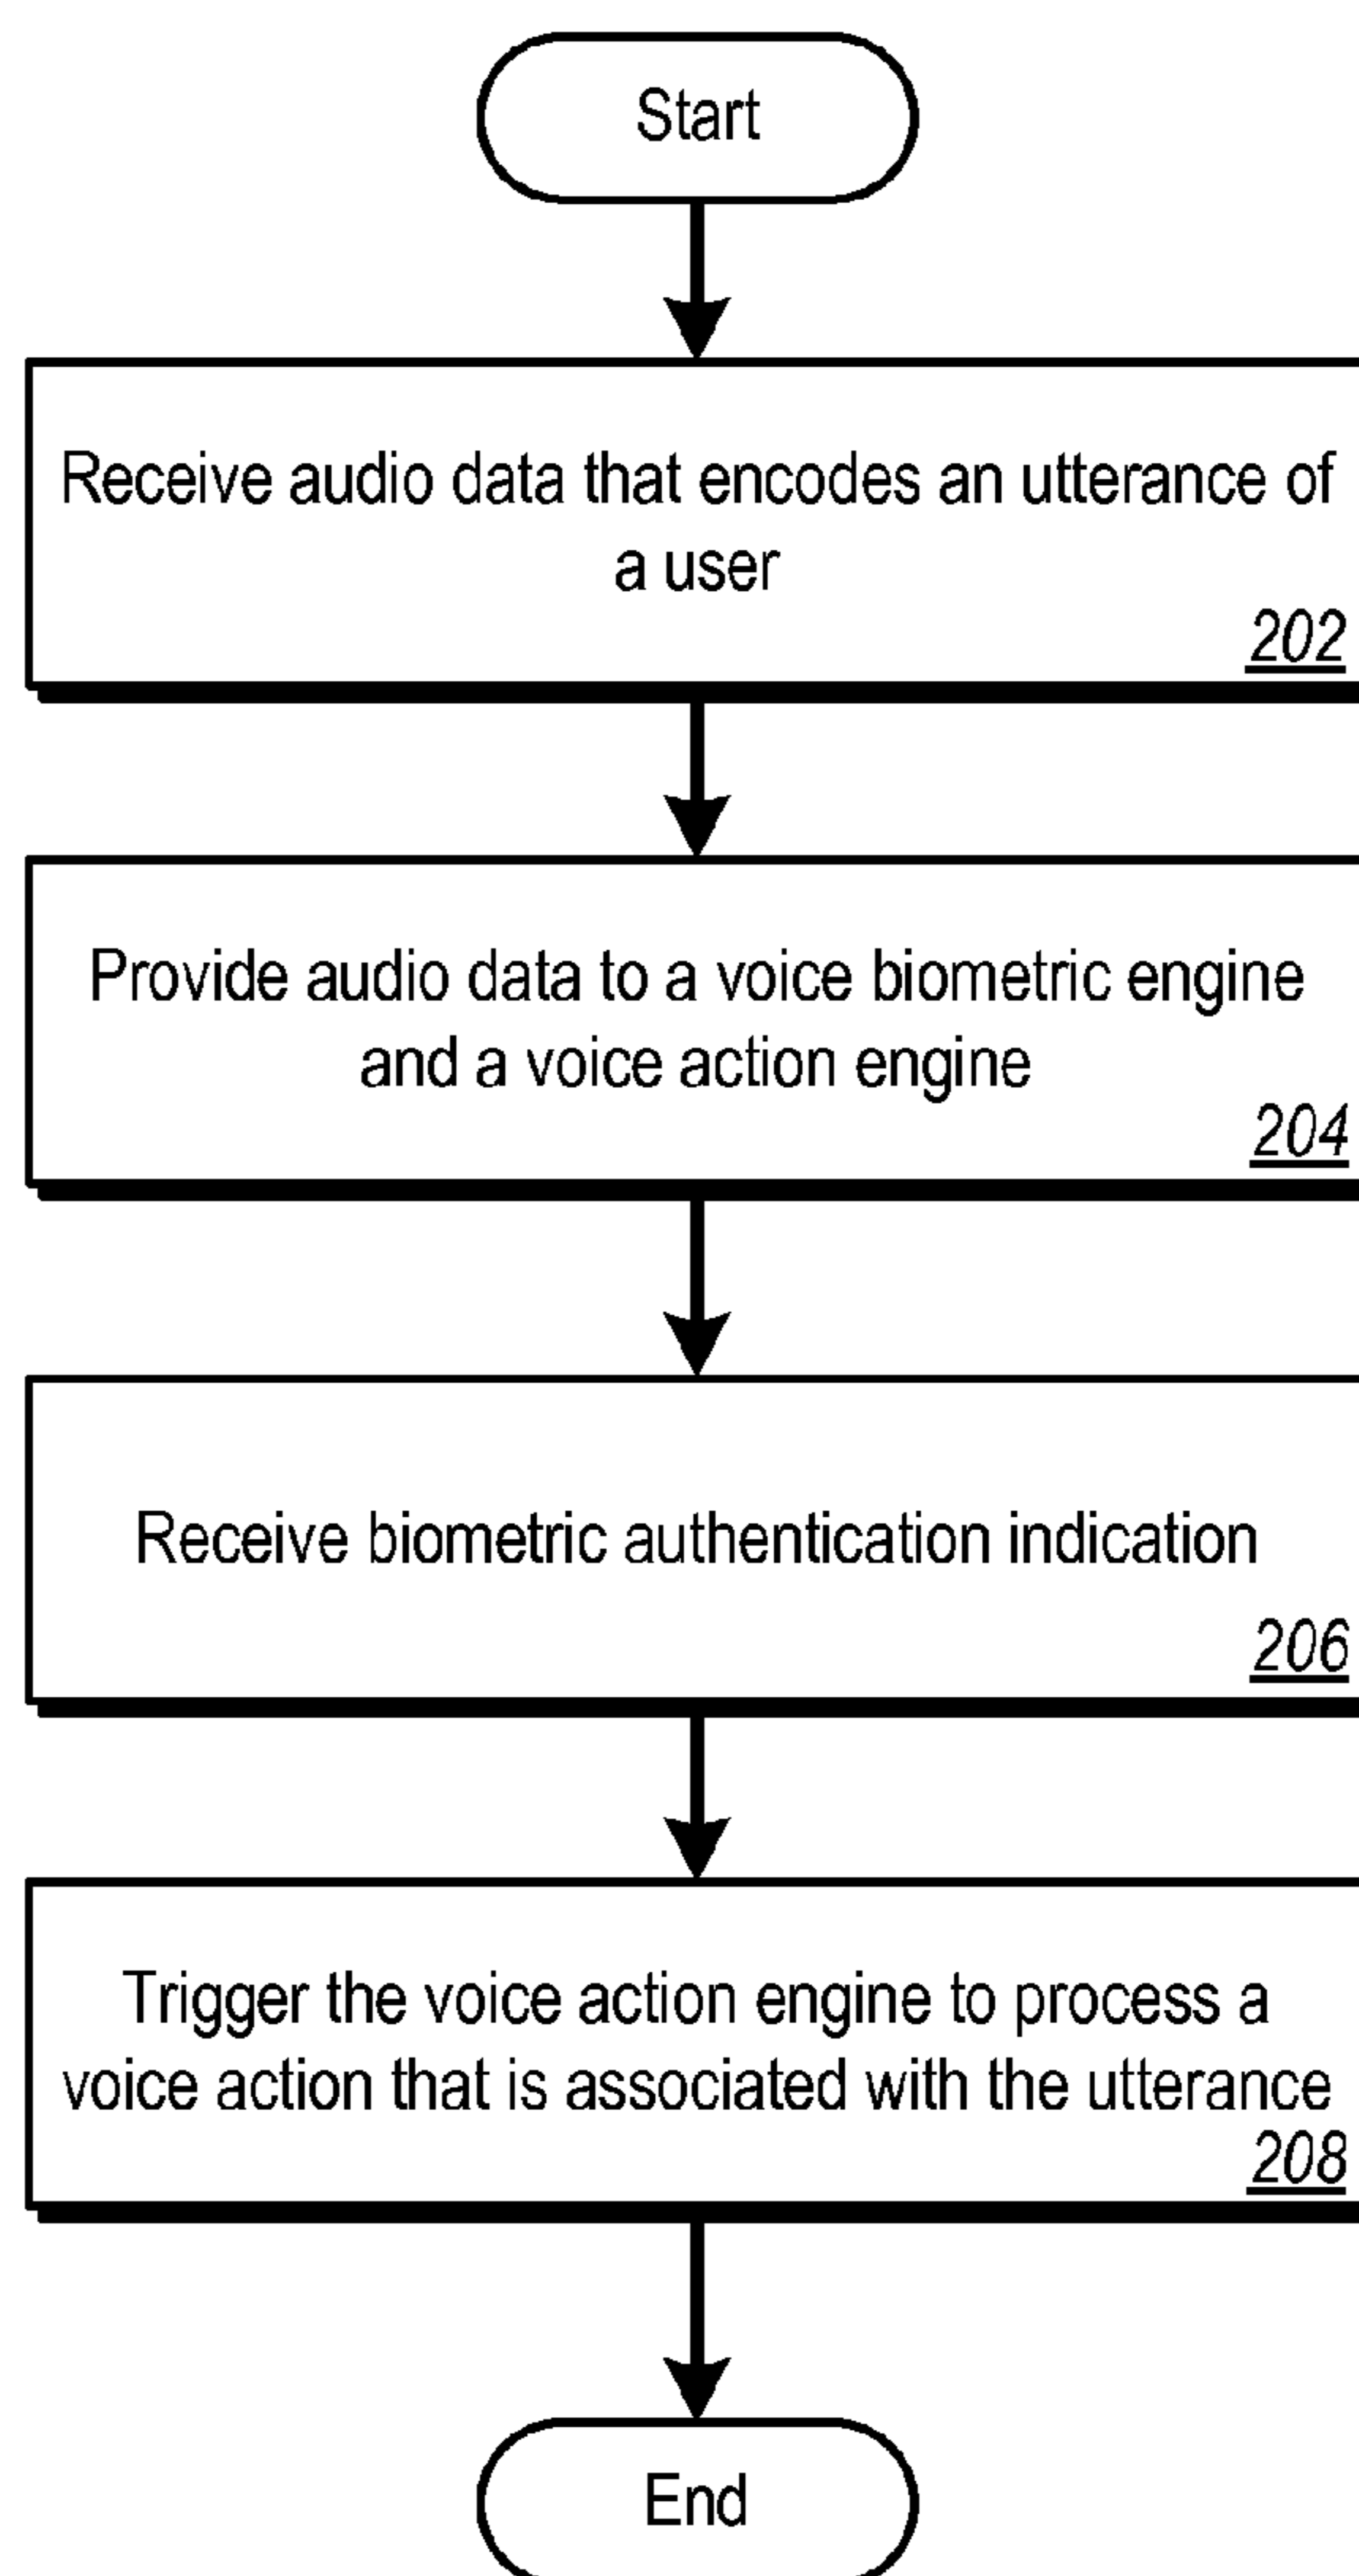 Start
Receive audio data that encodes an utterance of
a user
202
Provide audio data to a voice biometric engine
and a voice action engine
204
Receive biometric authentication indication
206
Trigger the voice action engine to process a
voice action that is associated with the utterance
208
End